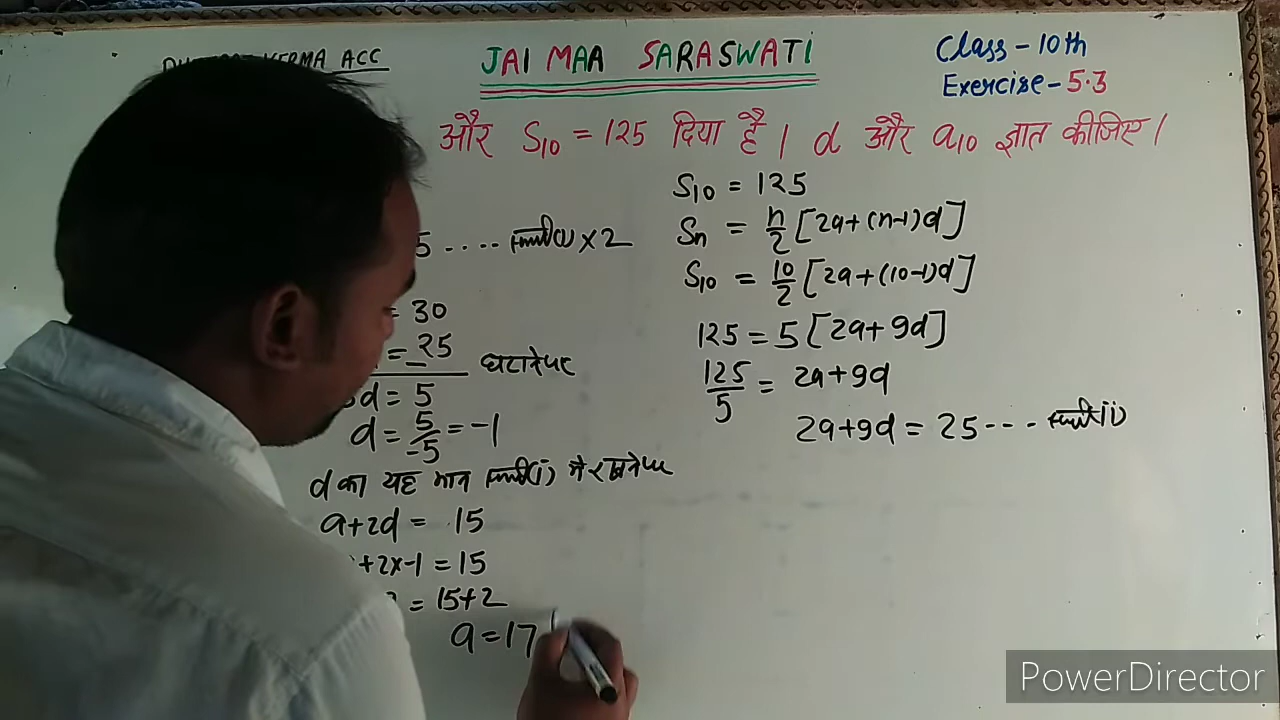 ACC
JAI MAA SARASWATI
Class - 10th
Exercise - 5.3
और S10 = 125 दिया है। d और a10 ज्ञात कीजिए।
5 .... समी(i) × 2
= 30
= 25 घटाने पर
d = 5
d = 5/-5 = -1
d का यह मान समी(i) में रखने पर
a+2d = 15
+2x-1 = 15
= 15+2
a = 17
S10 = 125
Sn = n/2 [2a+(n-1)d]
S10 = 10/2 [2a+(10-1)d]
125 = 5 [2a+9d]
125/5 = 2a+9d
2a+9d = 25 --- समी(ii)
PowerDirector